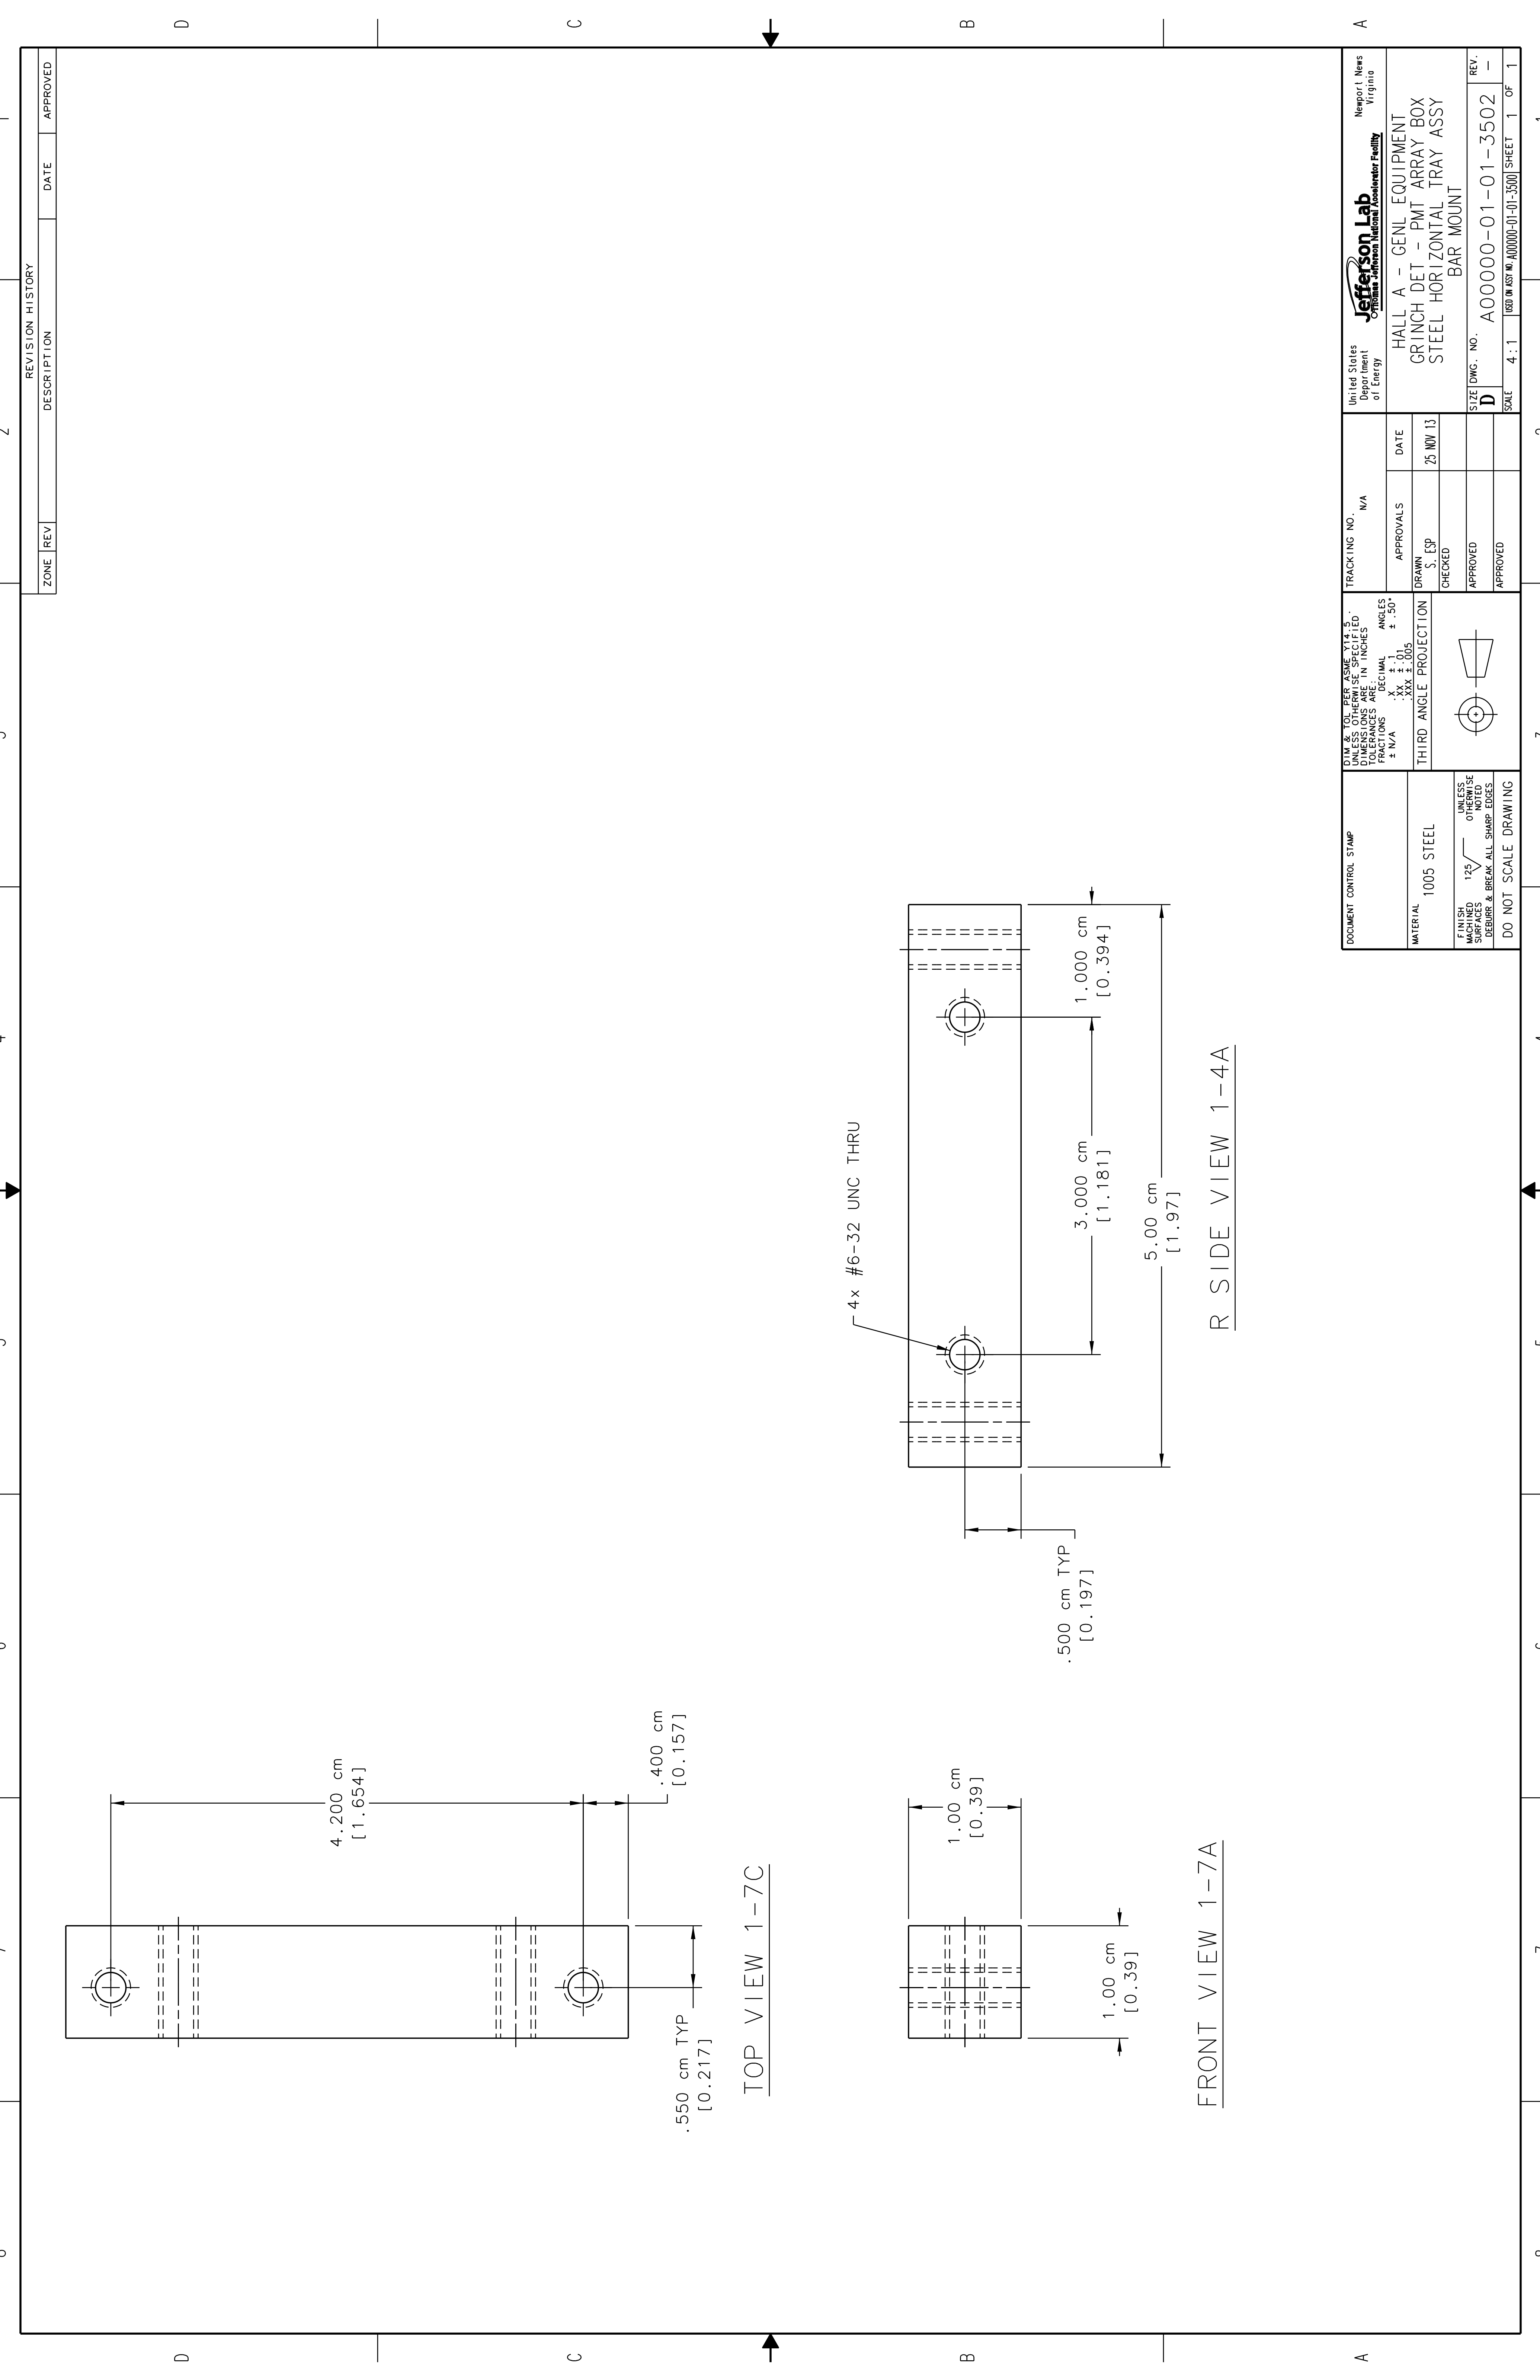 REVISION HISTORY
ZONE REV DESCRIPTION DATE APPROVED
4.200 cm
[1.654]
.400 cm
[0.157]
.550 cm TYP
[0.217]
TOP VIEW 1-7C
4x #6-32 UNC THRU
1.00 cm
[0.39]
1.00 cm
[0.39]
FRONT VIEW 1-7A
.500 cm TYP
[0.197]
1.000 cm
[0.394]
3.000 cm
[1.181]
5.00 cm
[1.97]
R SIDE VIEW 1-4A
DOCUMENT CONTROL STAMP
MATERIAL
1005 STEEL
FINISH
MACHINED
SURFACES
125
UNLESS
OTHERWISE
NOTED
DEBURR & BREAK ALL SHARP EDGES
DO NOT SCALE DRAWING
DIM & TOL PER ASME Y14.5
UNLESS OTHERWISE SPECIFIED
DIMENSIONS ARE IN INCHES
TOLERANCES ARE:
FRACTIONS DECIMAL ANGLES
± N/A .X ± .1 ± .50°
.XX ± .01
.XXX ± .005
THIRD ANGLE PROJECTION
TRACKING NO.
N/A
APPROVALS DATE
DRAWN
S. ESP 25 NOV 13
CHECKED
APPROVED
APPROVED
United States
Department
of Energy
Jefferson Lab
Thomas Jefferson National Accelerator Facility
Newport News
Virginia
HALL A - GENL EQUIPMENT
GRINCH DET - PMT ARRAY BOX
STEEL HORIZONTAL TRAY ASSY
BAR MOUNT
SIZE DWG. NO. REV.
D A00000-01-01-3502 -
SCALE 4:1 USED ON ASSY NO. A00000-01-01-3500 SHEET 1 OF 1
D
C
B
A
D
C
B
A